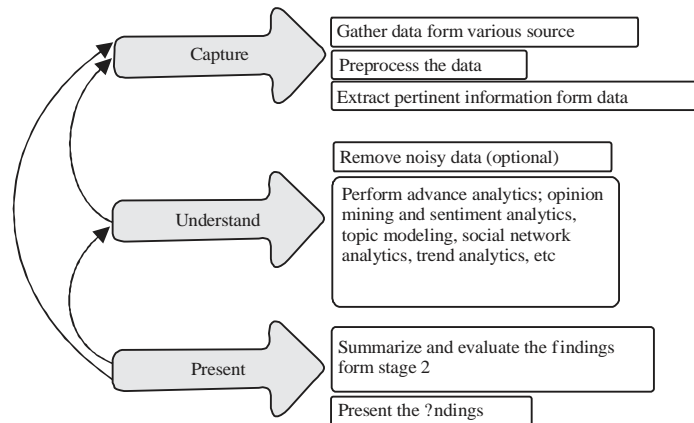 Capture
Gather data form various source
Preprocess the data
Extract pertinent information form data
Understand
Remove noisy data (optional)
Perform advance analytics; opinion
mining and sentiment analytics,
topic modeling, social network
analytics, trend analytics, etc
Present
Summarize and evaluate the findings
form stage 2
Present the ?ndings